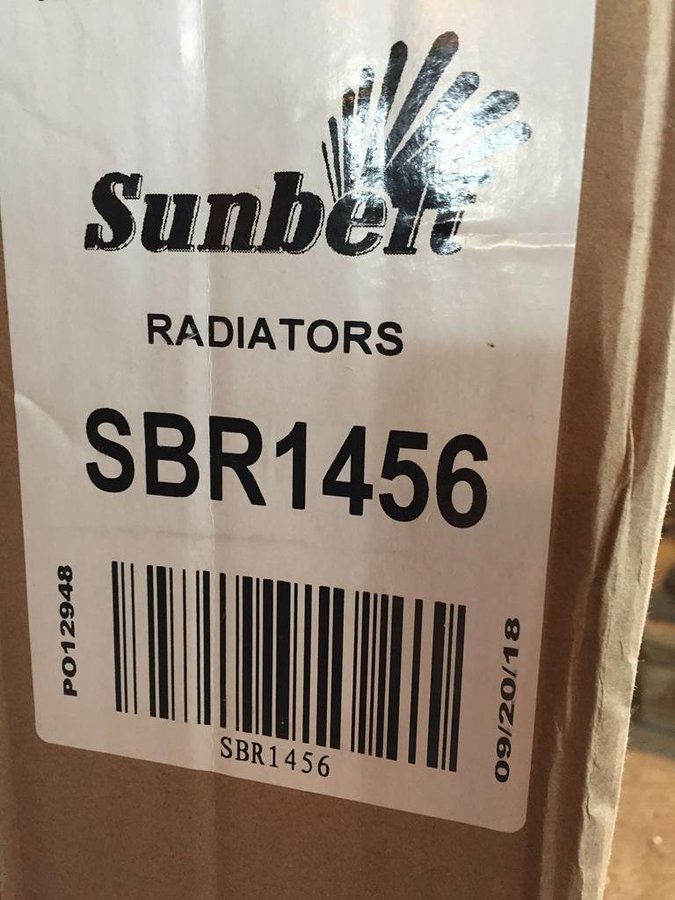 Sunbelt
RADIATORS
SBR1456
PO12948
09/20/18
SBR1456